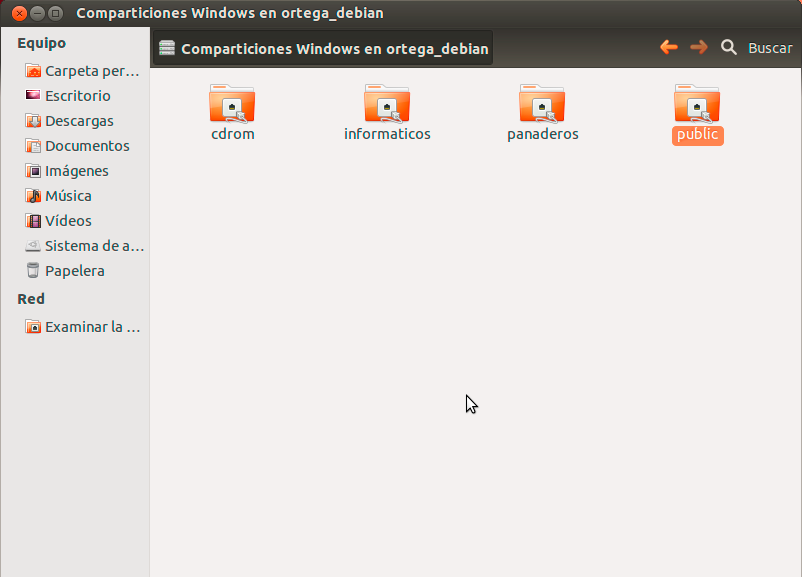 Comparticiones Windows en ortega_debian
Equipo
Carpeta per...
Escritorio
Descargas
Documentos
Imágenes
Música
Vídeos
Sistema de a...
Papelera
Red
Examinar la ...
Comparticiones Windows en ortega_debian
Buscar
cdrom
informaticos
panaderos
public